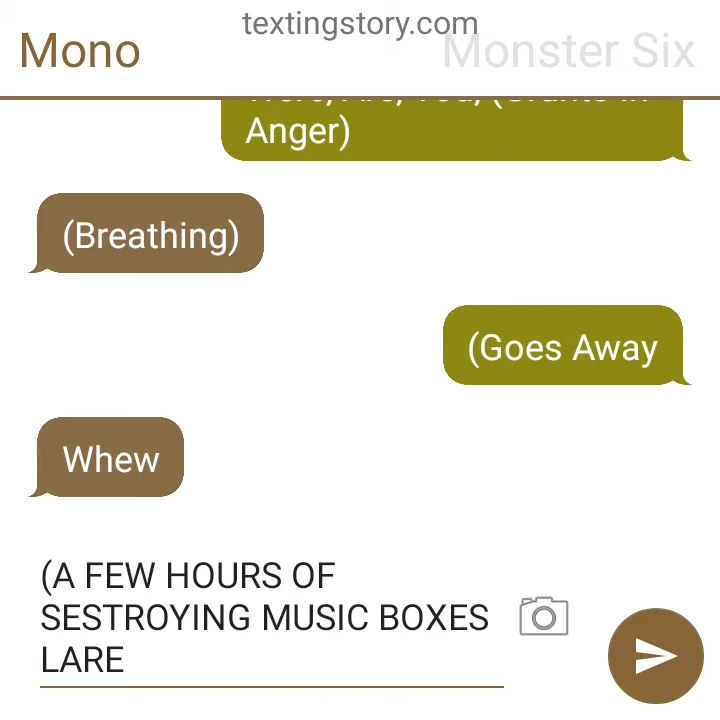 textingstory.com
Mono
Monster Six
Anger)
(Breathing)
(Goes Away
Whew
(A FEW HOURS OF
SESTROYING MUSIC BOXES
LARE